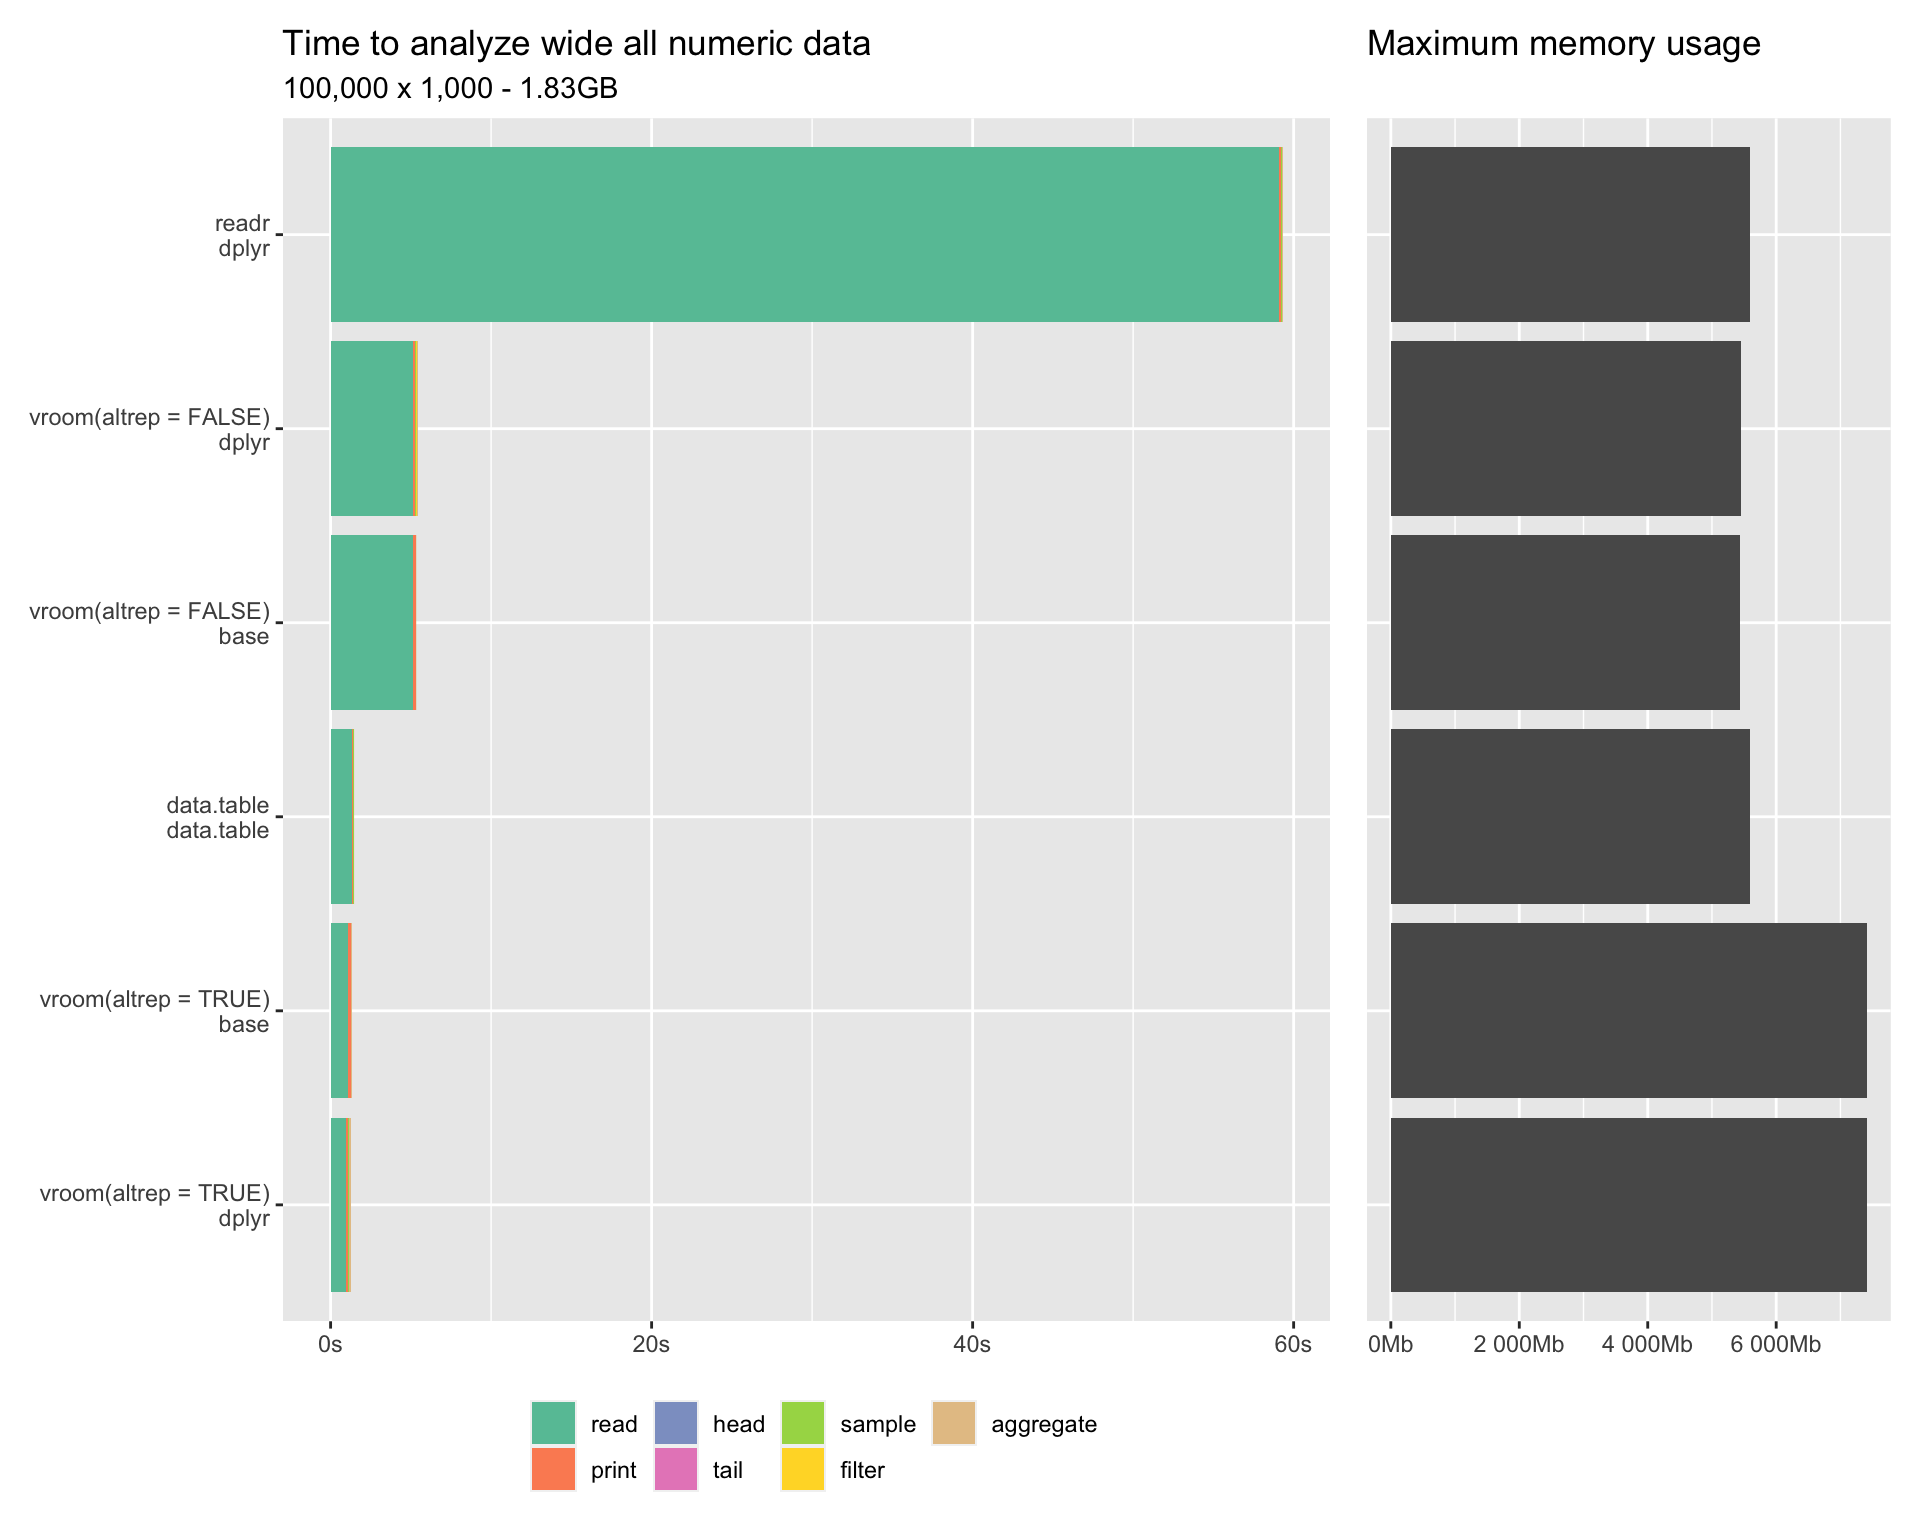 Time to analyze wide all numeric data
100,000 x 1,000 - 1.83GB
Maximum memory usage
readr
dplyr
vroom(altrep = FALSE)
dplyr
vroom(altrep = FALSE)
base
data.table
data.table
vroom(altrep = TRUE)
base
vroom(altrep = TRUE)
dplyr
0s 20s 40s 60s
0Mb 2 000Mb 4 000Mb 6 000Mb
read head sample aggregate
print tail filter